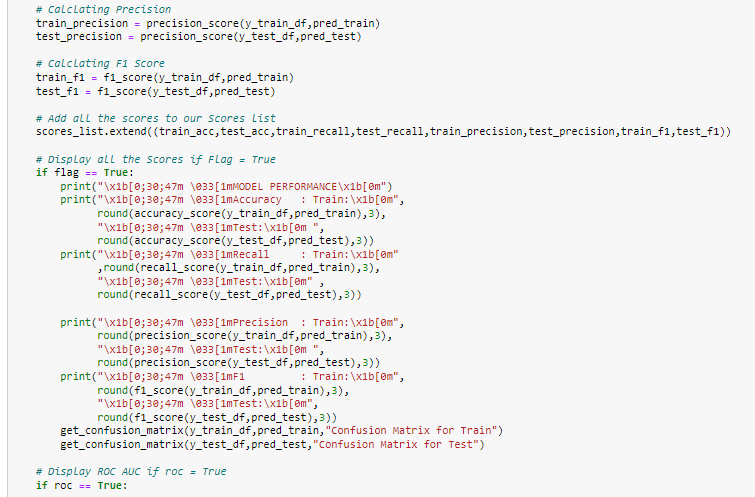 # Calclating Precision
train_precision = precision_score(y_train_df,pred_train)
test_precision = precision_score(y_test_df,pred_test)
# Calclating F1 Score
train_f1 = f1_score(y_train_df,pred_train)
test_f1 = f1_score(y_test_df,pred_test)
# Add all the scores to our Scores List
scores_list.extend((train_acc,test_acc,train_recall,test_recall,train_precision,test_precision,train_f1,test_f1))
# Display all the Scores if Flag = True
if flag == True:
    print("\x1b[0;30;47m \033[1mMODEL PERFORMANCE\x1b[0m")
    print("\x1b[0;30;47m \033[1mAccuracy   : Train:\x1b[0m",
          round(accuracy_score(y_train_df,pred_train),3),
          "\x1b[0;30;47m \033[1mTest:\x1b[0m ",
          round(accuracy_score(y_test_df,pred_test),3))
    print("\x1b[0;30;47m \033[1mRecall     : Train:\x1b[0m"
          ,round(recall_score(y_train_df,pred_train),3),
          "\x1b[0;30;47m \033[1mTest:\x1b[0m" ,
          round(recall_score(y_test_df,pred_test),3))
    print("\x1b[0;30;47m \033[1mPrecision  : Train:\x1b[0m",
          round(precision_score(y_train_df,pred_train),3),
          "\x1b[0;30;47m \033[1mTest:\x1b[0m ",
          round(precision_score(y_test_df,pred_test),3))
    print("\x1b[0;30;47m \033[1mF1         : Train:\x1b[0m",
          round(f1_score(y_train_df,pred_train),3),
          "\x1b[0;30;47m \033[1mTest:\x1b[0m",
          round(f1_score(y_test_df,pred_test),3))
    get_confusion_matrix(y_train_df,pred_train,"Confusion Matrix for Train")
    get_confusion_matrix(y_test_df,pred_test,"Confusion Matrix for Test")
# Display ROC AUC if roc = True
if roc == True: